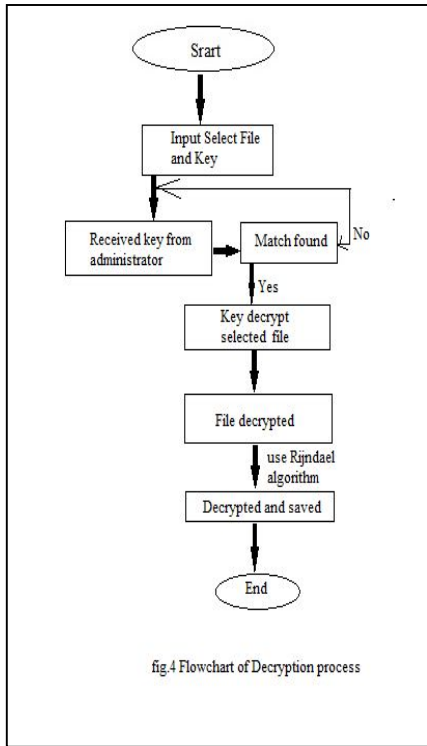 Srart
Input Select File
and Key
Received key from
administrator
Match found
No
Yes
Key decrypt
selected file
File decrypted
use Rijndael
algorithm
Decrypted and saved
End
fig.4 Flowchart of Decryption process